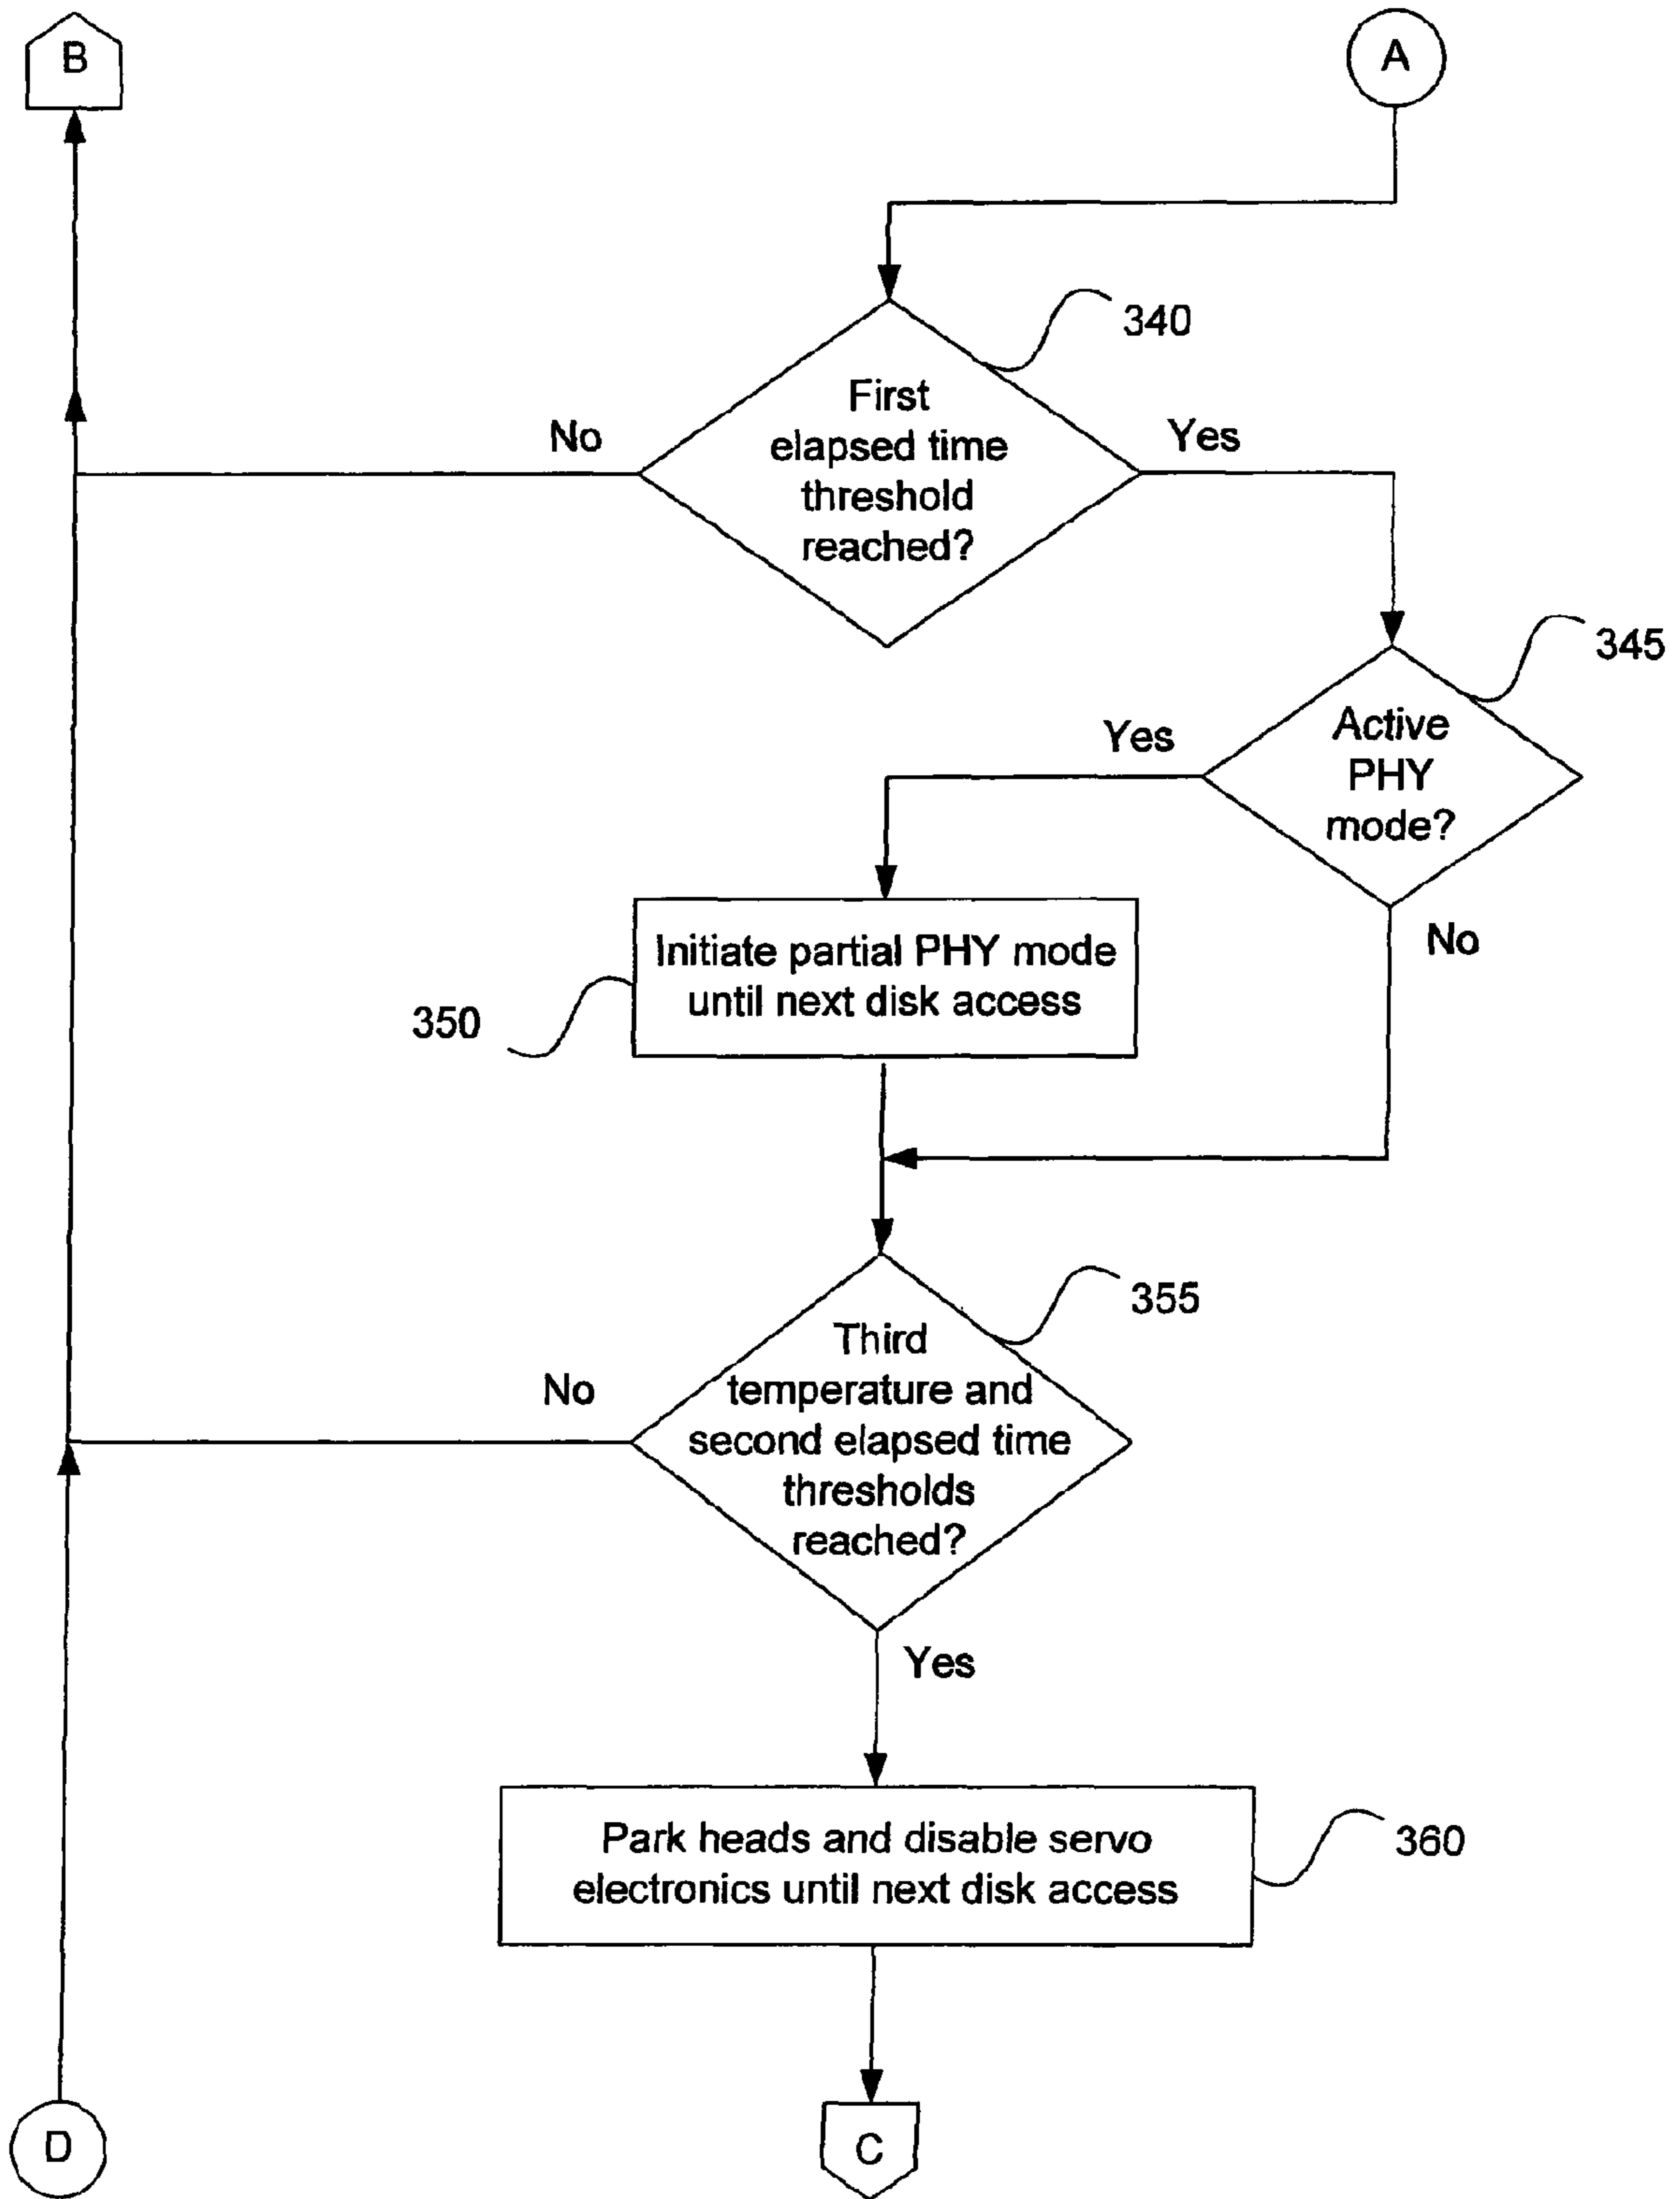 B
A
340
First
elapsed time
threshold
reached?
No
Yes
345
Active
PHY
mode?
Yes
No
Initiate partial PHY mode
until next disk access
350
355
Third
temperature and
second elapsed time
thresholds
reached?
No
Yes
Park heads and disable servo
electronics until next disk access
360
D
C